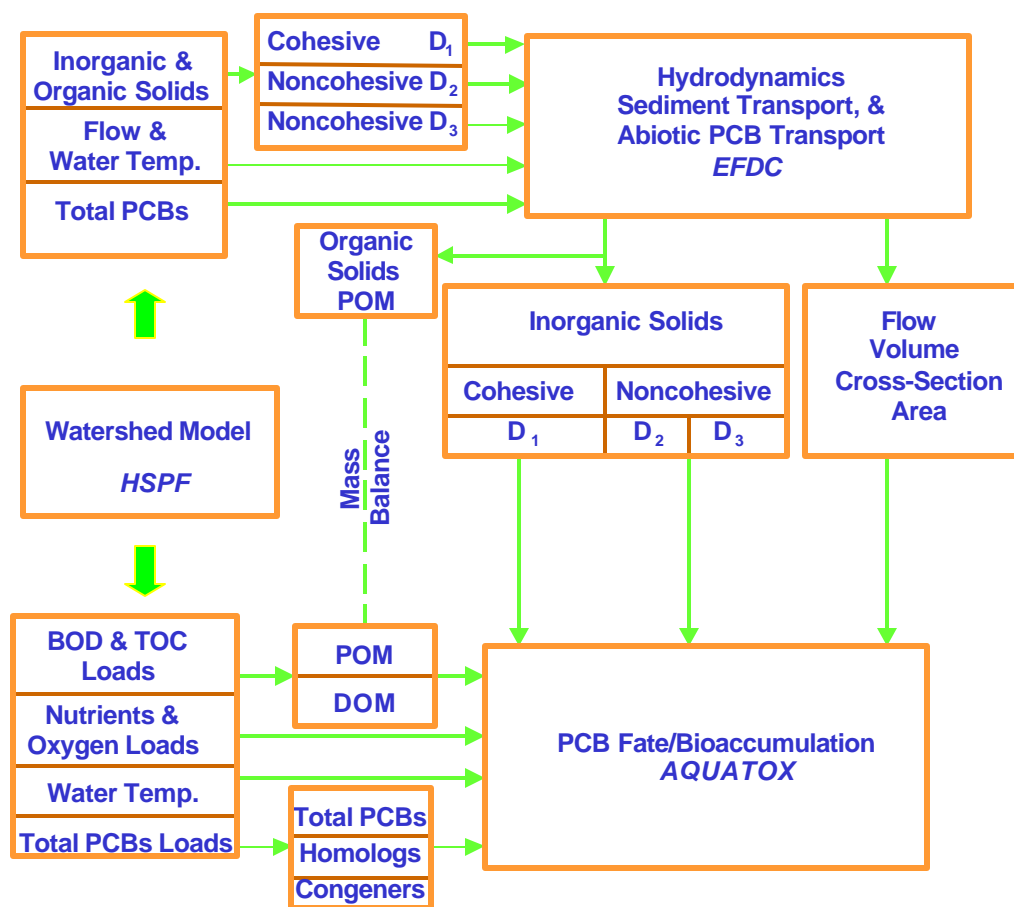 Inorganic &
Organic Solids
Flow &
Water Temp.
Total PCBs
Cohesive D1
Noncohesive D2
Noncohesive D3
Hydrodynamics
Sediment Transport, &
Abiotic PCB Transport
EFDC
Organic
Solids
POM
Inorganic Solids
Cohesive Noncohesive
D1 D2 D3
Flow
Volume
Cross-Section
Area
Watershed Model
HSPF
Mass
Balance
BOD & TOC
Loads
Nutrients &
Oxygen Loads
Water Temp.
Total PCBs Loads
POM
DOM
Total PCBs
Homologs
Congeners
PCB Fate/Bioaccumulation
AQUATOX